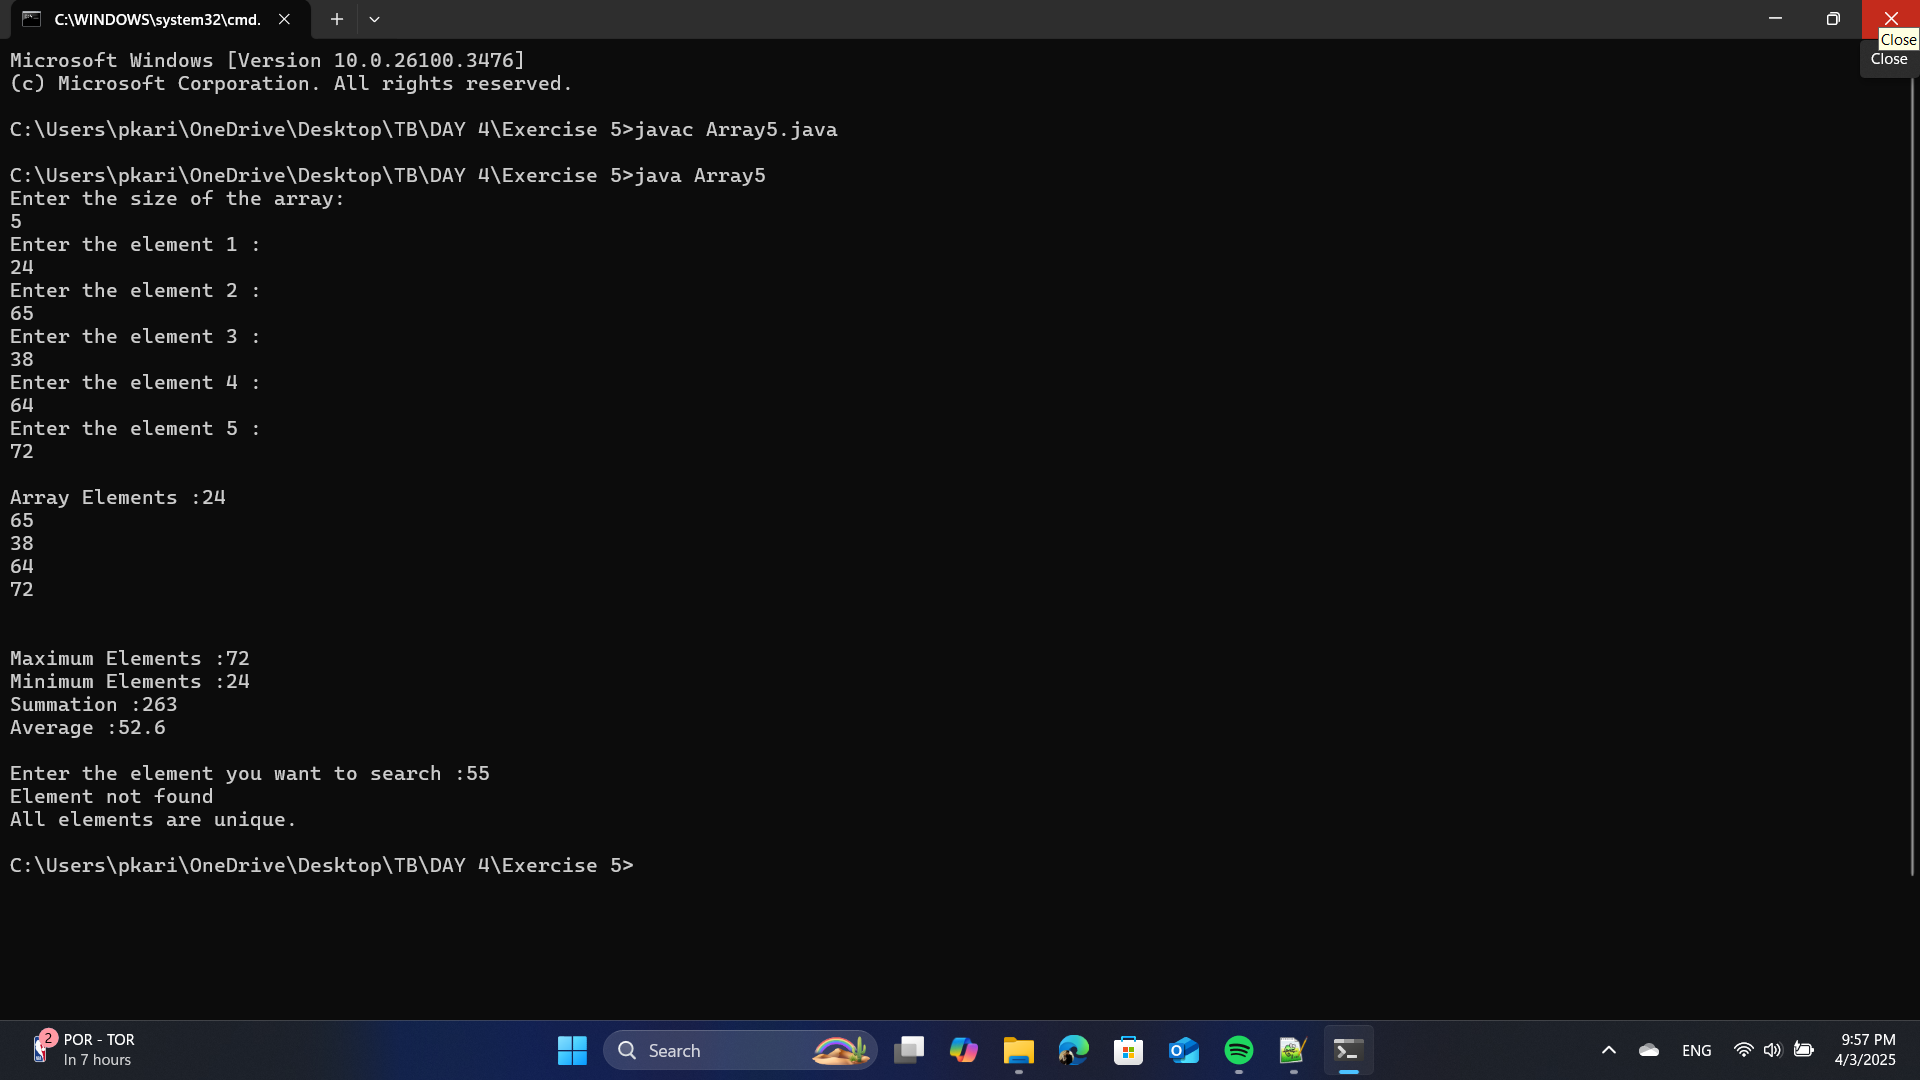 C:\WINDOWS\system32\cmd.
Close
Close
Microsoft Windows [Version 10.0.26100.3476]
(c) Microsoft Corporation. All rights reserved.
C:\Users\pkari\OneDrive\Desktop\TB\DAY 4\Exercise 5>javac Array5.java
C:\Users\pkari\OneDrive\Desktop\TB\DAY 4\Exercise 5>java Array5
Enter the size of the array:
5
Enter the element 1 :
24
Enter the element 2 :
65
Enter the element 3 :
38
Enter the element 4 :
64
Enter the element 5 :
72
Array Elements :24
65
38
64
72
Maximum Elements :72
Minimum Elements :24
Summation :263
Average :52.6
Enter the element you want to search :55
Element not found
All elements are unique.
C:\Users\pkari\OneDrive\Desktop\TB\DAY 4\Exercise 5>
2
POR - TOR
In 7 hours
Search
ENG
9:57 PM
4/3/2025